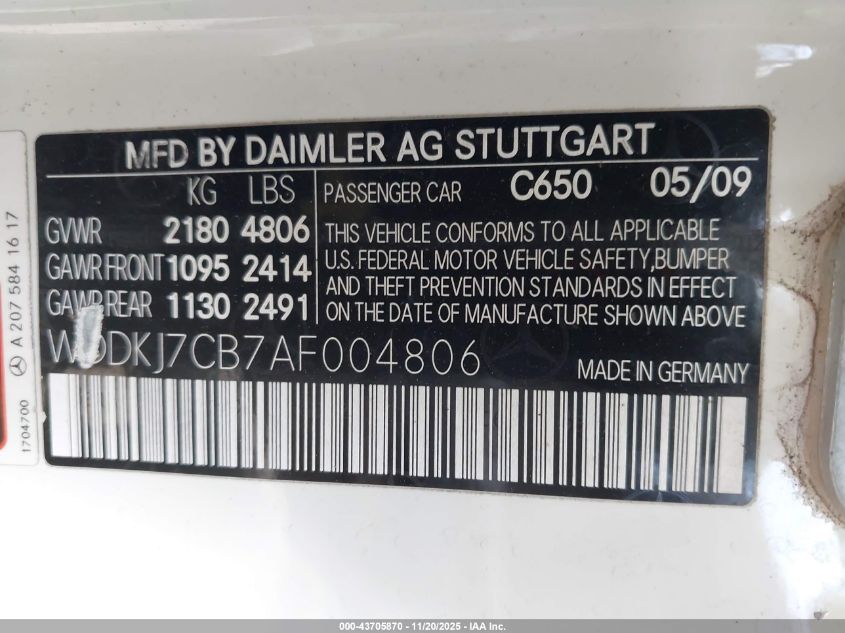 MFD BY DAIMLER AG STUTTGART
KG LBS
GVWR 2180 4806
GAWR FRONT 1095 2414
GAWR REAR 1130 2491
PASSENGER CAR C650 05/09
THIS VEHICLE CONFORMS TO ALL APPLICABLE
U.S. FEDERAL MOTOR VEHICLE SAFETY,BUMPER
AND THEFT PREVENTION STANDARDS IN EFFECT
ON THE DATE OF MANUFACTURE SHOWN ABOVE
WDDKJ7CB7AF004806
MADE IN GERMANY
A 207 584 16 17
1704700
000-43705870 - 11/20/2025 - IAA Inc.